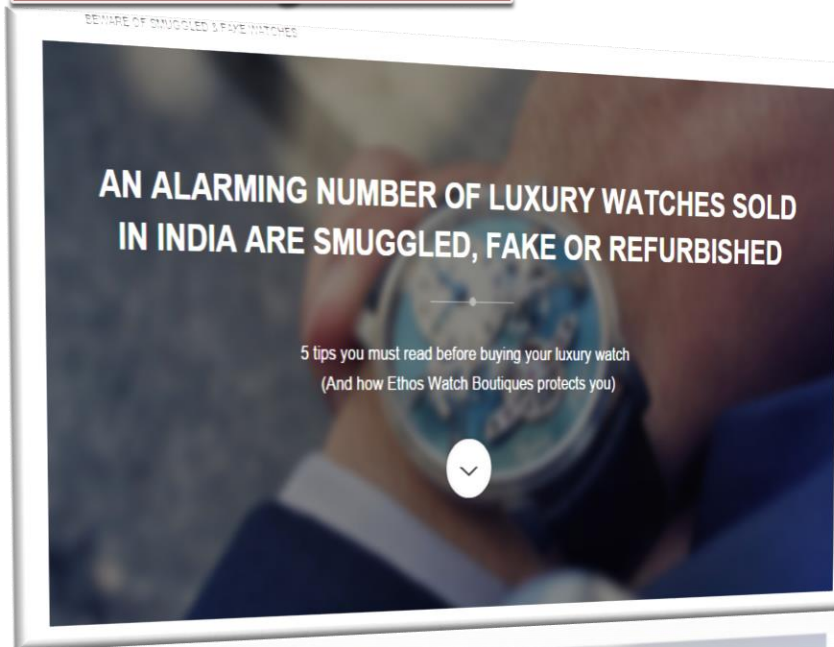 BEWARE OF SMUGGLED & FAKE WATCHES
AN ALARMING NUMBER OF LUXURY WATCHES SOLD
IN INDIA ARE SMUGGLED, FAKE OR REFURBISHED
5 tips you must read before buying your luxury watch
(And how Ethos Watch Boutiques protects you)